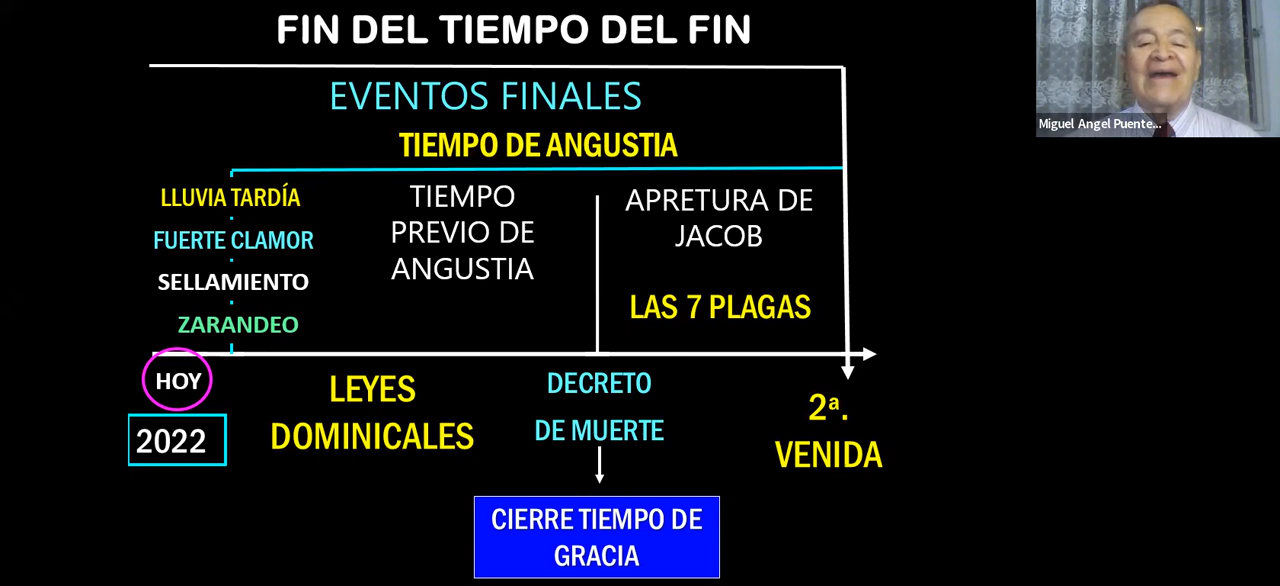 FIN DEL TIEMPO DEL FIN
EVENTOS FINALES
TIEMPO DE ANGUSTIA
LLUVIA TARDÍA
FUERTE CLAMOR
SELLAMIENTO
ZARANDEO
TIEMPO
PREVIO DE
ANGUSTIA
APRETURA DE
JACOB
LAS 7 PLAGAS
HOY
2022
LEYES
DOMINICALES
DECRETO
DE MUERTE
2ª.
VENIDA
CIERRE TIEMPO DE
GRACIA
Miguel Angel Puente...